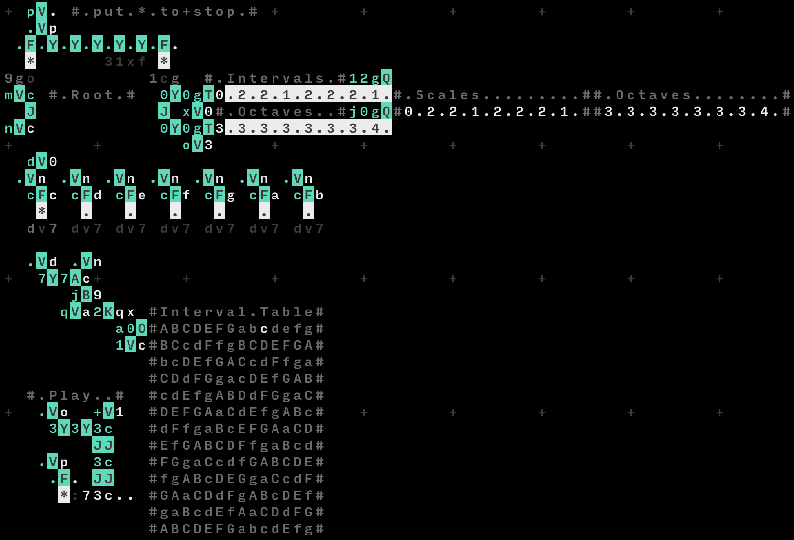 + pV. #.put.*.to+stop.# + + + + + +
.Vp
.F.Y.Y.Y.Y.Y.F.
* 31xf *
9go 1cg #.Intervals.#12gQ
mVc #.Root.# 0Y0gT0.2.2.1.2.2.1.#.Scales.........##.Octaves........#
J J xV0#.Octaves..#j0gQ#0.2.2.1.2.2.2.1.##3.3.3.3.3.3.3.4.#
nVc 0Y0gT3.3.3.3.3.3.3.4.
+ + + oV3 + + + + + +
dV0
.Vn .Vn .Vn .Vn .Vn .Vn .Vn
cFc cFd cFe cFf cFg cFa cFb
* . . . . . .
dv7 dv7 dv7 dv7 dv7 dv7 dv7
.Vd .Vn
+ 7Y7Ac+ + + + + + + +
jB9
qVa2Kqx #Interval.Table#
a0O#ABCDEFGabcdefg#
1Vc#BCcdFfgBCDEFGA#
#bcDEfGACcdFfga#
#CDdFGgacDEfGAB#
#cdEfgABDdFGgaC#
#.Play..# #DEFGAaCdEfgABc#
+ .Vo +V1 #dFfgaBcEFGAaCD# + + + + +
3Y3Y3c #EfGABCDFfgaBcd#
JJ #FGgaCcdfGABCDE#
.Vp 3c #fgABcDEGgaCcdF#
.F. JJ #GAaCDdFgABcDEf#
*:73c.. #gaBcdEfAaCDdFG#
#ABCDEFGabcdEfg#